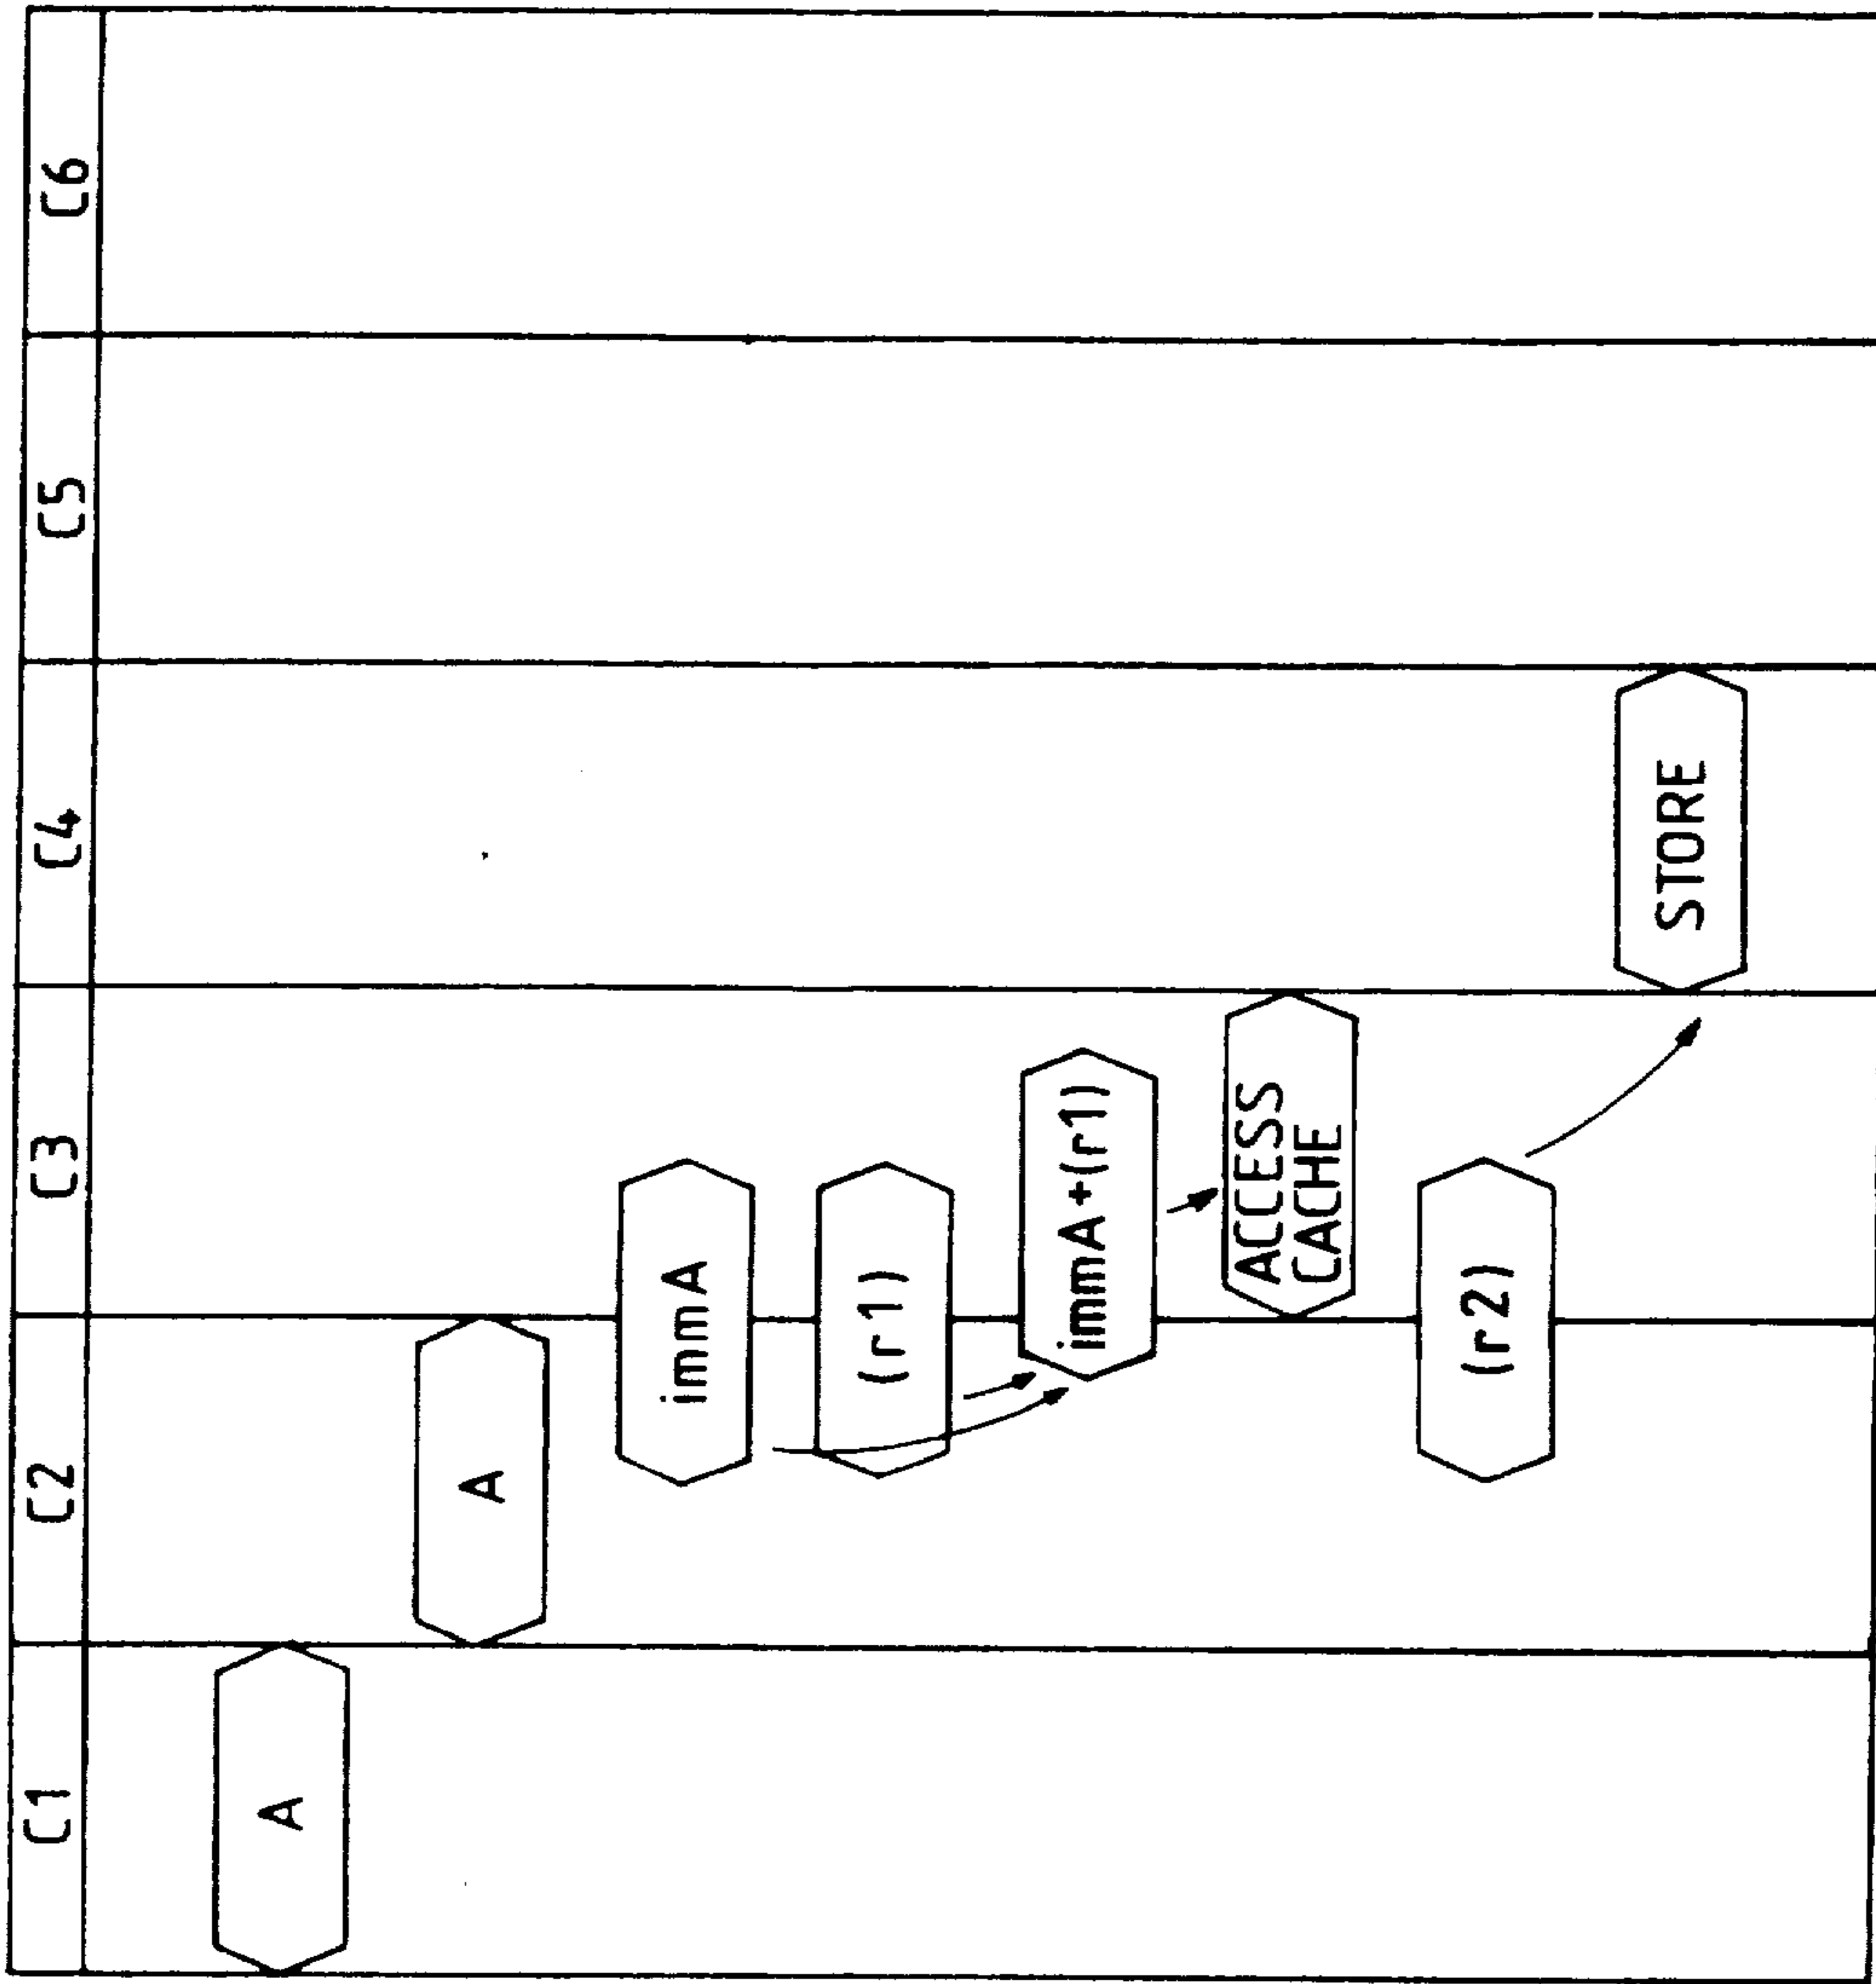 C1
C2
C3
C4
C5
C6
A
A
immA
(r1)
immA+(r1)
ACCESS
CACHE
(r2)
STORE